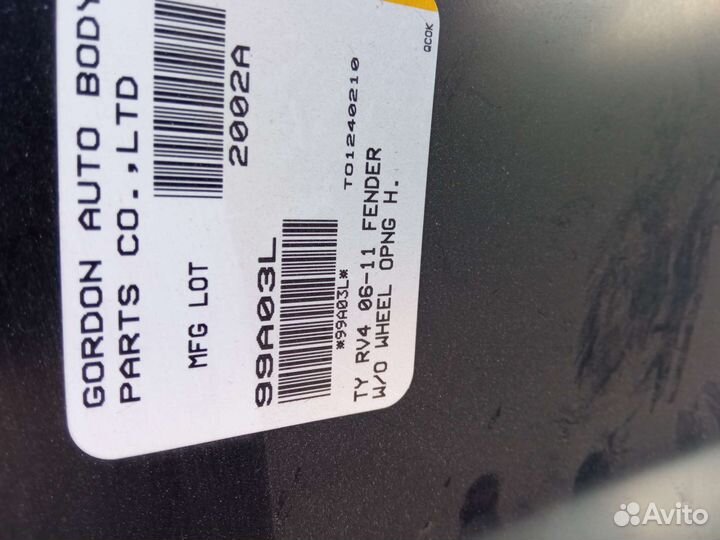 GORDON AUTO BODY
PARTS CO.,LTD
MFG LOT
2002A
99A03L
*99A03L*
TO1240210
TY RV4 06-11 FENDER
W/O WHEEL OPNG H.
QCOK
Avito